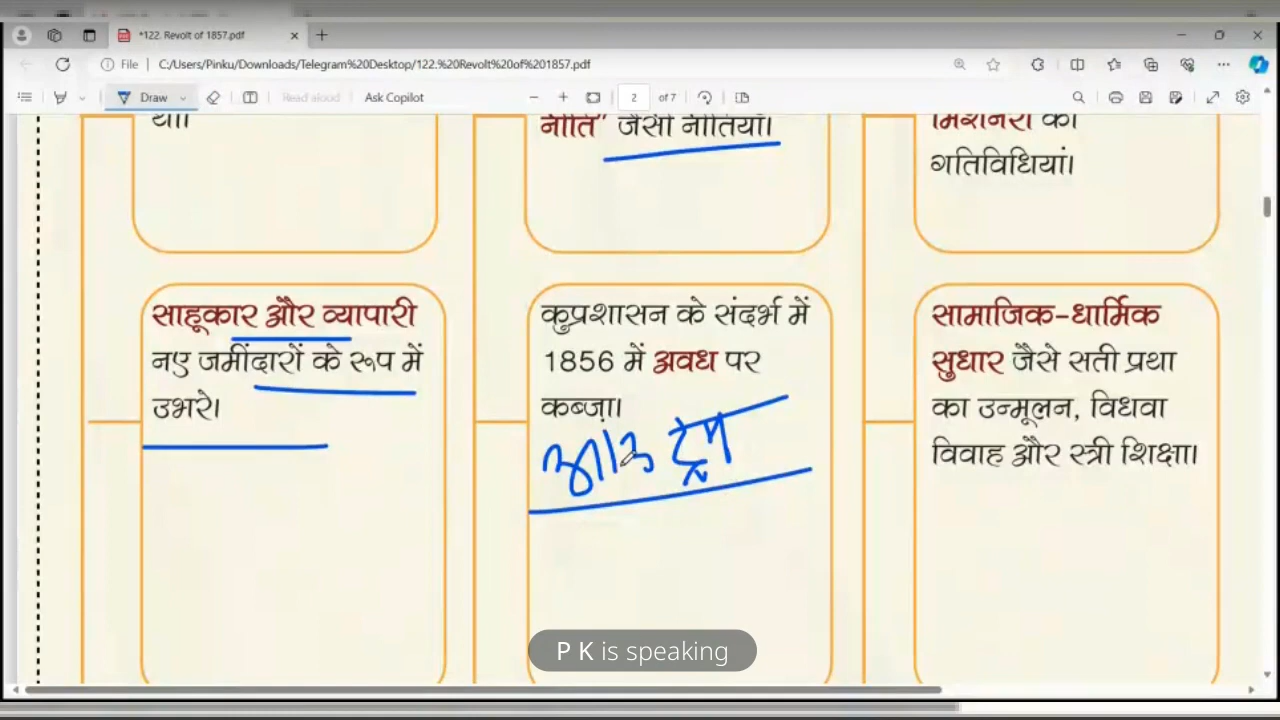 *122. Revolt of 1857.pdf
File | C:/Users/Pinku/Downloads/Telegram%20Desktop/122.%20Revolt%20of%201857.pdf
Draw
Read aloud
Ask Copilot
2 of 7
था।
नीति" जैसी नीतियाँ।
मिशनरी की
गतिविधियां।
साहूकार और व्यापारी
नए जमींदारों के रूप में
उभरे।
कुप्रशासन के संदर्भ में
1856 में अवध पर
कब्ज़ा।
सामाजिक-धार्मिक
सुधार जैसे सती प्रथा
का उन्मूलन, विधवा
विवाह और स्त्री शिक्षा।
P K is speaking